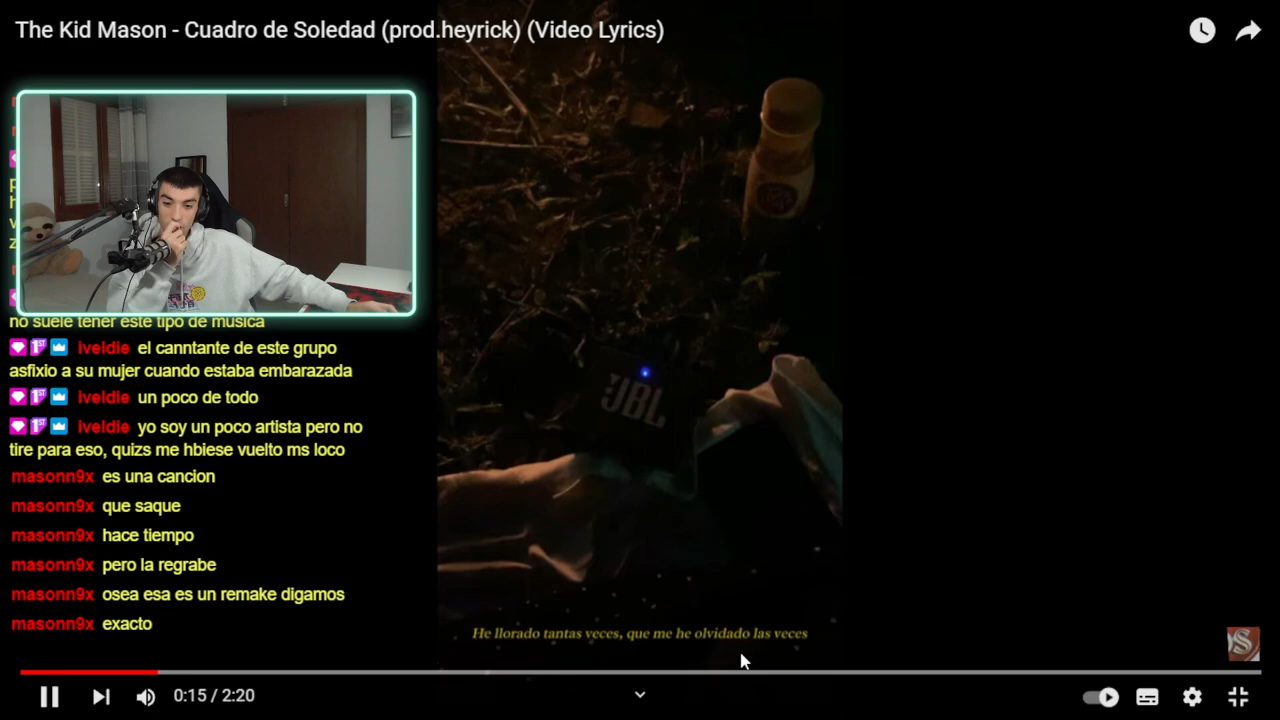 The Kid Mason - Cuadro de Soledad (prod.heyrick) (Video Lyrics)
no suele tener este tipo de musica
iveldie el canntante de este grupo
asfixio a su mujer cuando estaba embarazada
iveldie un poco de todo
iveldie yo soy un poco artista pero no
tire para eso, quizs me hbiese vuelto ms loco
masonn9x es una cancion
masonn9x que saque
masonn9x hace tiempo
masonn9x pero la regrabe
masonn9x osea esa es un remake digamos
masonn9x exacto
JBL
He llorado tantas veces, que me he olvidado las veces
0:15 / 2:20